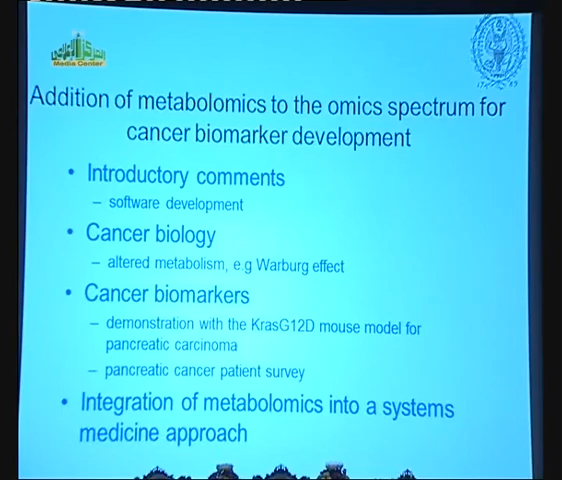 Media Center
Addition of metabolomics to the omics spectrum for
cancer biomarker development
• Introductory comments
– software development
• Cancer biology
– altered metabolism, e.g Warburg effect
• Cancer biomarkers
– demonstration with the KrasG12D mouse model for
pancreatic carcinoma
– pancreatic cancer patient survey
• Integration of metabolomics into a systems
medicine approach